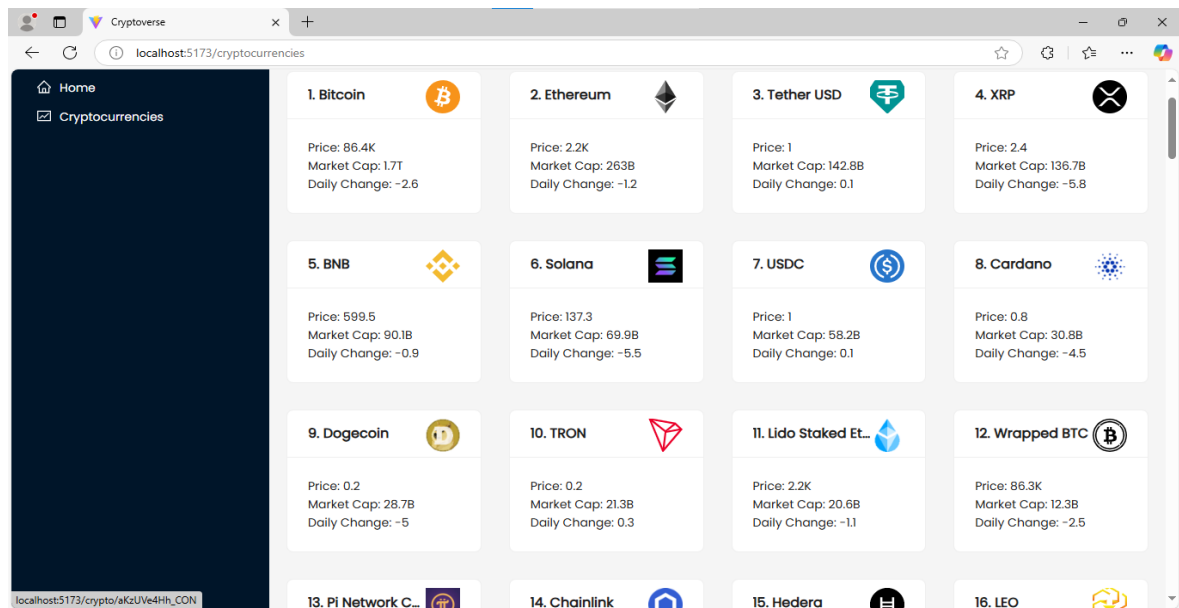 Cryptoverse
localhost:5173/cryptocurrencies
Home
Cryptocurrencies
1. Bitcoin
Price: 86.4K
Market Cap: 1.7T
Daily Change: -2.6
2. Ethereum
Price: 2.2K
Market Cap: 263B
Daily Change: -1.2
3. Tether USD
Price: 1
Market Cap: 142.8B
Daily Change: 0.1
4. XRP
Price: 2.4
Market Cap: 136.7B
Daily Change: -5.8
5. BNB
Price: 599.5
Market Cap: 90.1B
Daily Change: -0.9
6. Solana
Price: 137.3
Market Cap: 69.9B
Daily Change: -5.5
7. USDC
Price: 1
Market Cap: 58.2B
Daily Change: 0.1
8. Cardano
Price: 0.8
Market Cap: 30.8B
Daily Change: -4.5
9. Dogecoin
Price: 0.2
Market Cap: 28.7B
Daily Change: -5
10. TRON
Price: 0.2
Market Cap: 21.3B
Daily Change: 0.3
11. Lido Staked Et...
Price: 2.2K
Market Cap: 20.6B
Daily Change: -1.1
12. Wrapped BTC
Price: 86.3K
Market Cap: 12.3B
Daily Change: -2.5
13. Pi Network C...
14. Chainlink
15. Hedera
16. LEO
localhost:5173/crypto/aKzUVe4Hh_CON